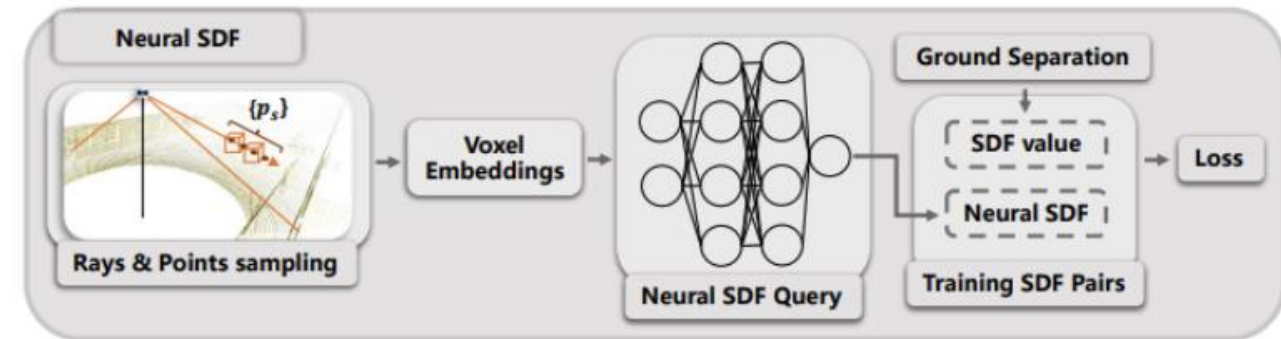 Neural SDF
{p_s}
Rays & Points sampling
Voxel
Embeddings
Neural SDF Query
Ground Separation
SDF value
Neural SDF
Training SDF Pairs
Loss